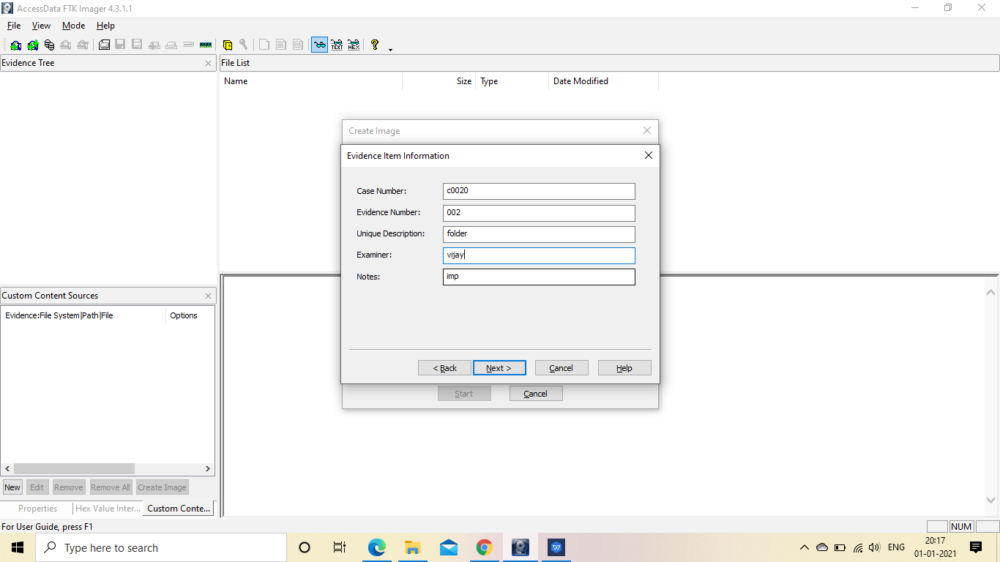 AccessData FTK Imager 4.3.1.1
File View Mode Help
TEXT HEX
Evidence Tree
File List
Name Size Type Date Modified
Create Image
Evidence Item Information
Case Number: c0020
Evidence Number: 002
Unique Description: folder
Examiner: vijay
Notes: imp
< Back Next > Cancel Help
Start Cancel
Custom Content Sources
Evidence:File System|Path|File Options
New Edit Remove Remove All Create Image
Properties Hex Value Inter... Custom Conte...
For User Guide, press F1
NUM
Type here to search
ENG
20:17
01-01-2021